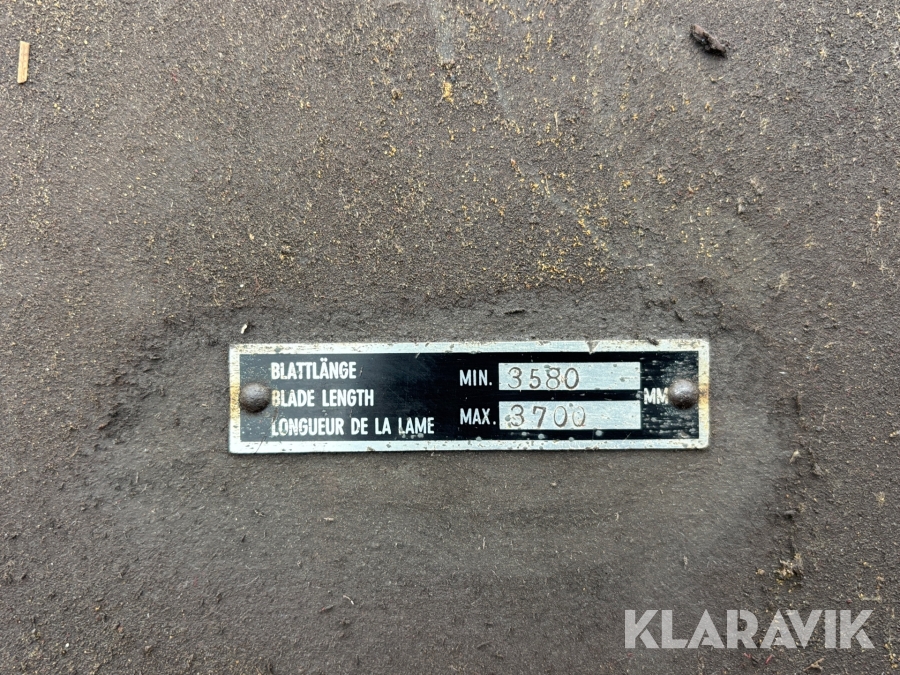 BLATTLÄNGE
BLADE LENGTH
LONGUEUR DE LA LAME
MIN. 3580
MAX. 3700
MM
KLARAVIK